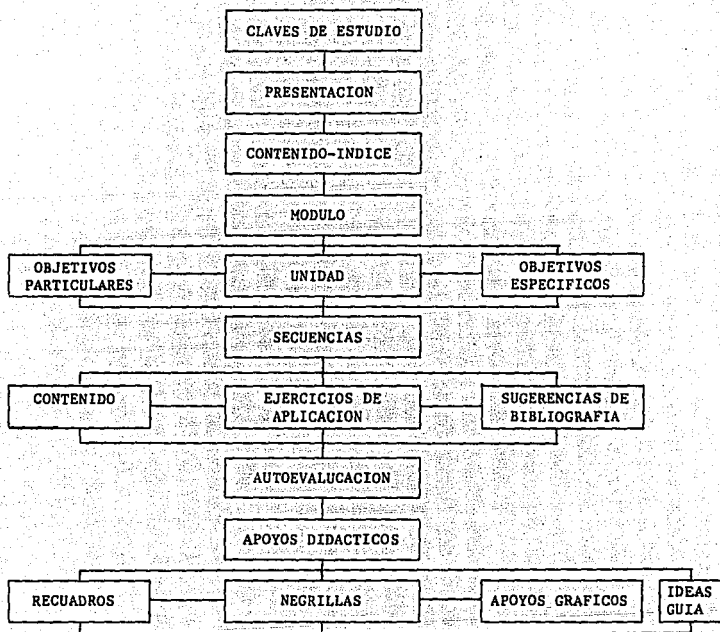 CLAVES DE ESTUDIO
PRESENTACION
CONTENIDO-INDICE
MODULO
OBJETIVOS
PARTICULARES
UNIDAD
OBJETIVOS
ESPECIFICOS
SECUENCIAS
CONTENIDO
EJERCICIOS DE
APLICACION
SUGERENCIAS DE
BIBLIOGRAFIA
AUTOEVALUCACION
APOYOS DIDACTICOS
RECUADROS
NEGRILLAS
APOYOS GRAFICOS
IDEAS
GUIA